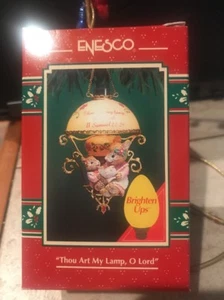 ENESCO
Brighten
Ups
"Thou Art My Lamp, O Lord"